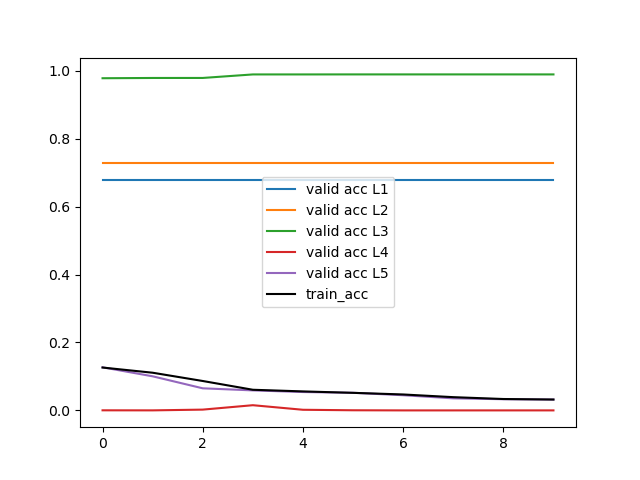 1.0
0.8
0.6
0.4
0.2
0.0
valid acc L1
valid acc L2
valid acc L3
valid acc L4
valid acc L5
train_acc
0 2 4 6 8